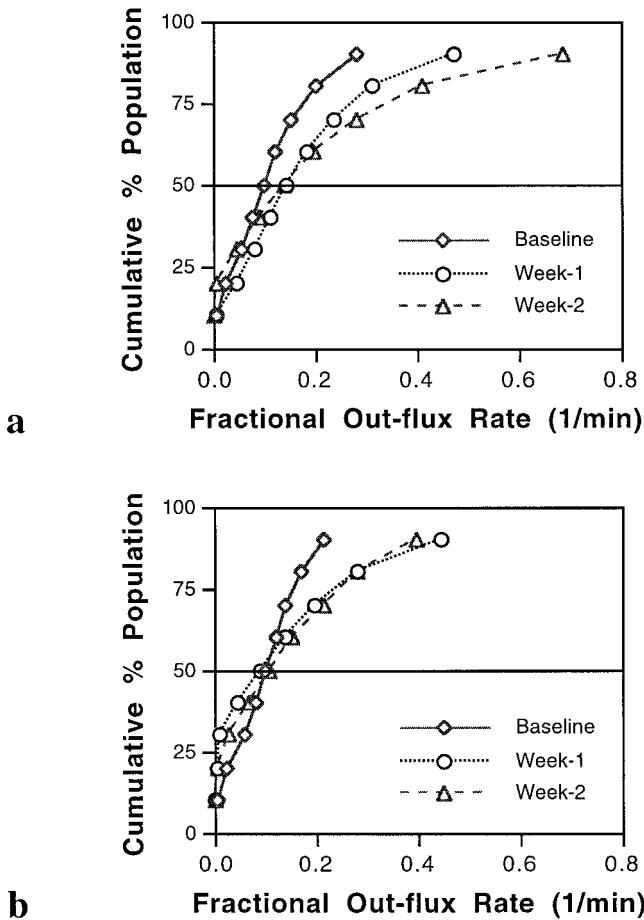 100
75
50
25
0
Cumulative % Population
Baseline
Week-1
Week-2
0.0 0.2 0.4 0.6 0.8
Fractional Out-flux Rate (1/min)
a
100
75
50
25
0
Cumulative % Population
Baseline
Week-1
Week-2
0.0 0.2 0.4 0.6 0.8
Fractional Out-flux Rate (1/min)
b